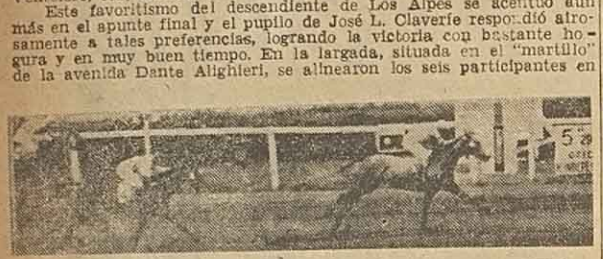 Este favoritismo del descendiente de Los Alpes se acentuó aún
más en el apunte final y el pupilo de José L. Claverie respondió airo-
samente a tales preferencias, logrando la victoria con bastante ho-
gura y en muy buen tiempo. En la largada, situada en el "martillo"
de la avenida Dante Alighieri, se alinearon los seis participantes en
5º